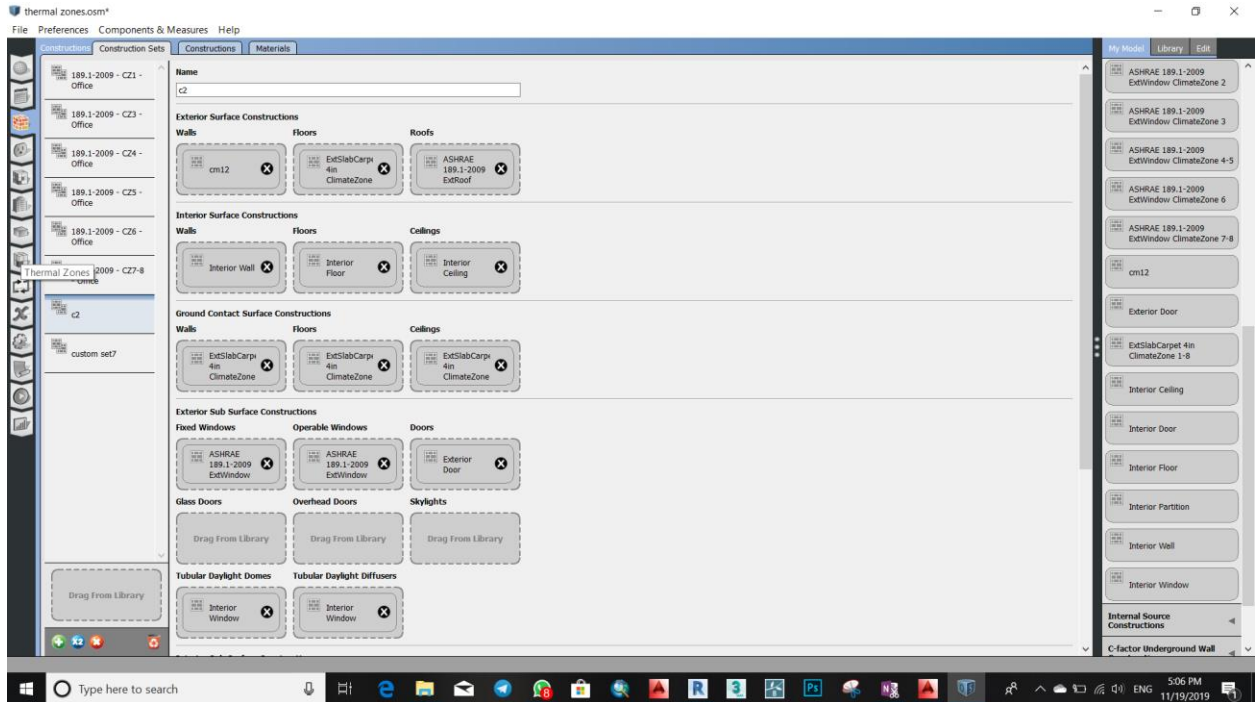 thermal zones.osm*
File Preferences Components & Measures Help
Constructions Construction Sets Constructions Materials
189.1-2009 - CZ1 -
Office
189.1-2009 - CZ3 -
Office
189.1-2009 - CZ4 -
Office
189.1-2009 - CZ5 -
Office
189.1-2009 - CZ6 -
Office
2009 - CZ7-8
- Office
Thermal Zones
c2
custom set7
Drag From Library
x2
Name
c2
Exterior Surface Constructions
Walls Floors Roofs
cm12
ExtSlabCarp
4in
ClimateZone
ASHRAE
189.1-2009
ExtRoof
Interior Surface Constructions
Walls Floors Ceilings
Interior Wall
Interior
Floor
Interior
Ceiling
Ground Contact Surface Constructions
Walls Floors Ceilings
ExtSlabCarp
4in
ClimateZone
ExtSlabCarp
4in
ClimateZone
ExtSlabCarp
4in
ClimateZone
Exterior Sub Surface Constructions
Fixed Windows Operable Windows Doors
ASHRAE
189.1-2009
ExtWindow
ASHRAE
189.1-2009
ExtWindow
Exterior
Door
Glass Doors Overhead Doors Skylights
Drag From Library Drag From Library Drag From Library
Tubular Daylight Domes Tubular Daylight Diffusers
Interior
Window
Interior
Window
My Model Library Edit
ASHRAE 189.1-2009
ExtWindow ClimateZone 2
ASHRAE 189.1-2009
ExtWindow ClimateZone 3
ASHRAE 189.1-2009
ExtWindow ClimateZone 4-5
ASHRAE 189.1-2009
ExtWindow ClimateZone 6
ASHRAE 189.1-2009
ExtWindow ClimateZone 7-8
cm12
Exterior Door
ExtSlabCarpet 4in
ClimateZone 1-8
Interior Ceiling
Interior Door
Interior Floor
Interior Partition
Interior Wall
Interior Window
Internal Source
Constructions
C-factor Underground Wall
Type here to search
ENG
5:06 PM
11/19/2019